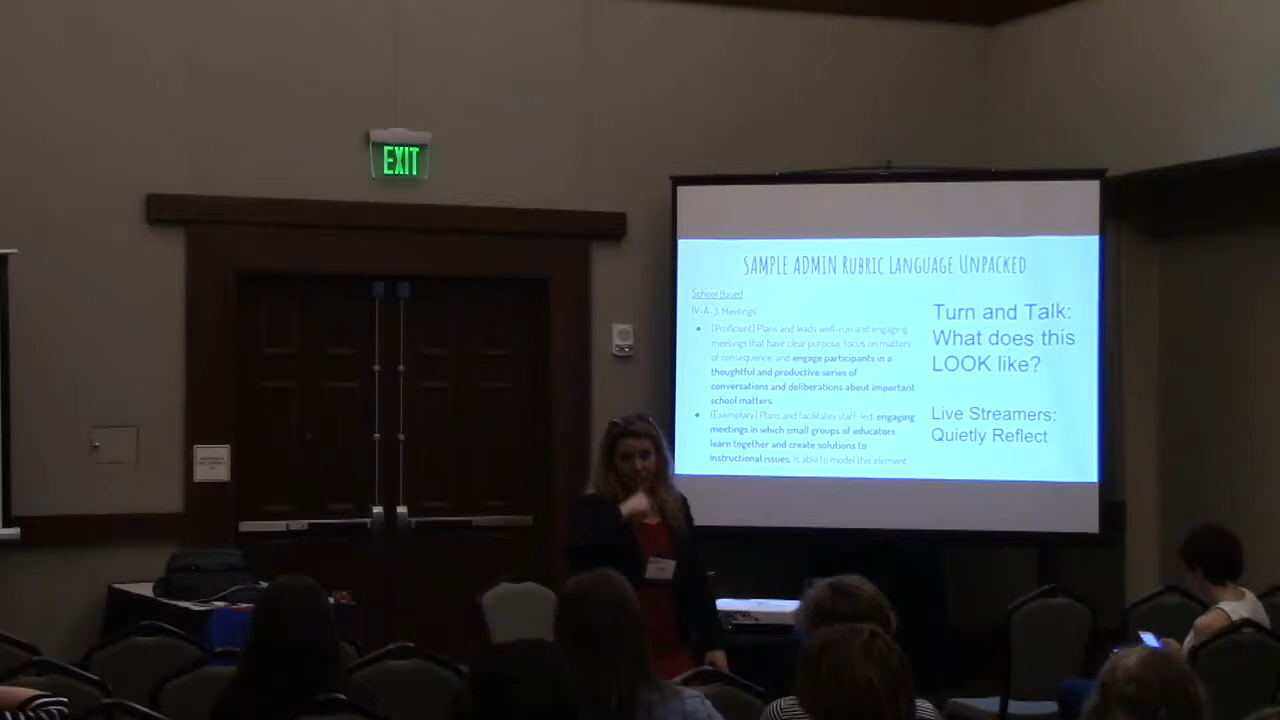 EXIT
SAMPLE ADMIN RUBRIC LANGUAGE UNPACKED
School Based
IV-A-3. Meetings:
• (Proficient) Plans and leads well-run and engaging
meetings that have clear purpose, focus on matters
of consequence, and engage participants in a
thoughtful and productive series of
conversations and deliberations about important
school matters.
• (Exemplary) Plans and facilitates staff-led, engaging
meetings in which small groups of educators
learn together and create solutions to
instructional issues. Is able to model this element.
Turn and Talk:
What does this
LOOK like?
Live Streamers:
Quietly Reflect